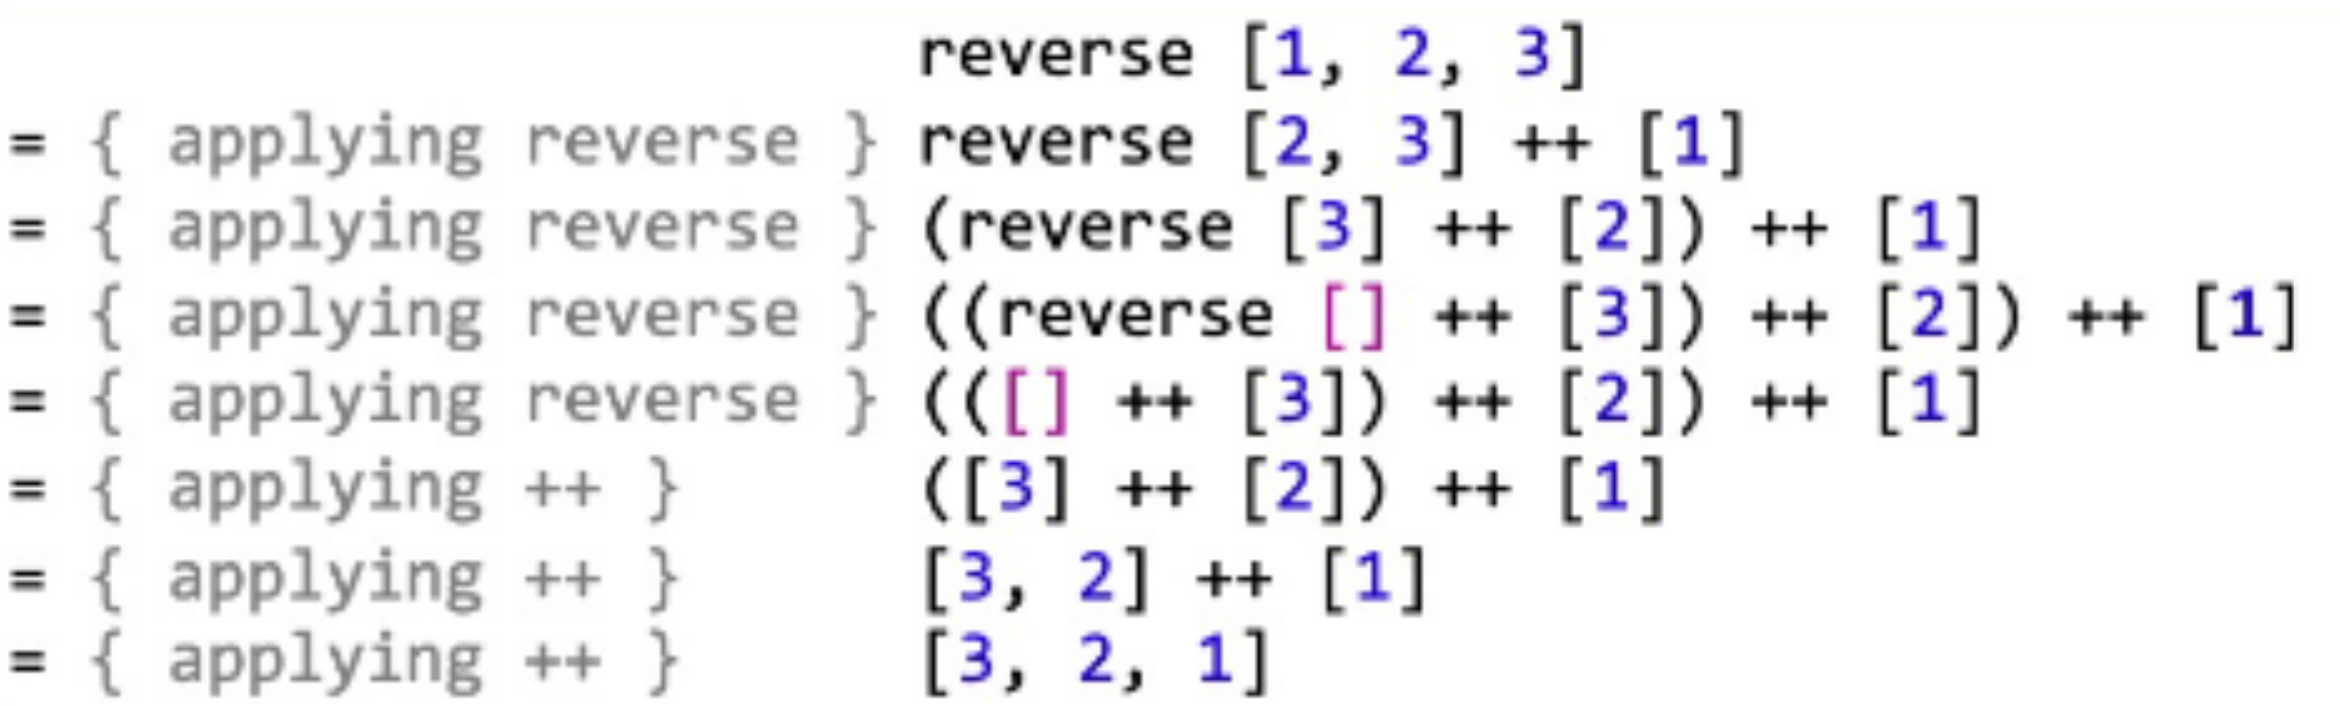 reverse [1, 2, 3]
= { applying reverse } reverse [2, 3] ++ [1]
= { applying reverse } (reverse [3] ++ [2]) ++ [1]
= { applying reverse } ((reverse [] ++ [3]) ++ [2]) ++ [1]
= { applying reverse } (([] ++ [3]) ++ [2]) ++ [1]
= { applying ++ } ([3] ++ [2]) ++ [1]
= { applying ++ } [3, 2] ++ [1]
= { applying ++ } [3, 2, 1]